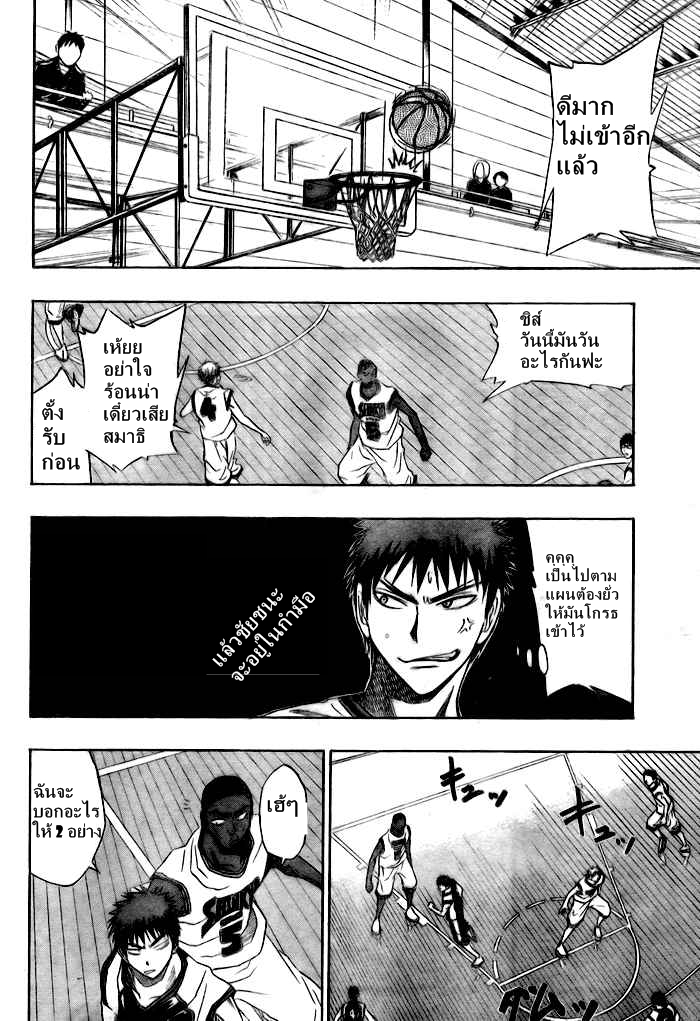 ดีมาก
ไม่เข้าอีก
แล้ว
ชิส์
วันนี้มันวัน
อะไรกันฟะ
เห้ยย
อย่าใจ
ร้อนน่า
เดี๋ยวเสีย
สมาธิ
ตั้ง
รับ
ก่อน
4
5
คุคุคุ
เป็นไปตาม
แผนต้องยั่ว
ให้มันโกรธ
เข้าไว้
แล้วชัยชนะ
จะอยู่ในกำมือ
เฮ้ๆ
ฉันจะ
บอกอะไร
ให้ 2 อย่าง
5
キュッ
キュッ
ダムッ